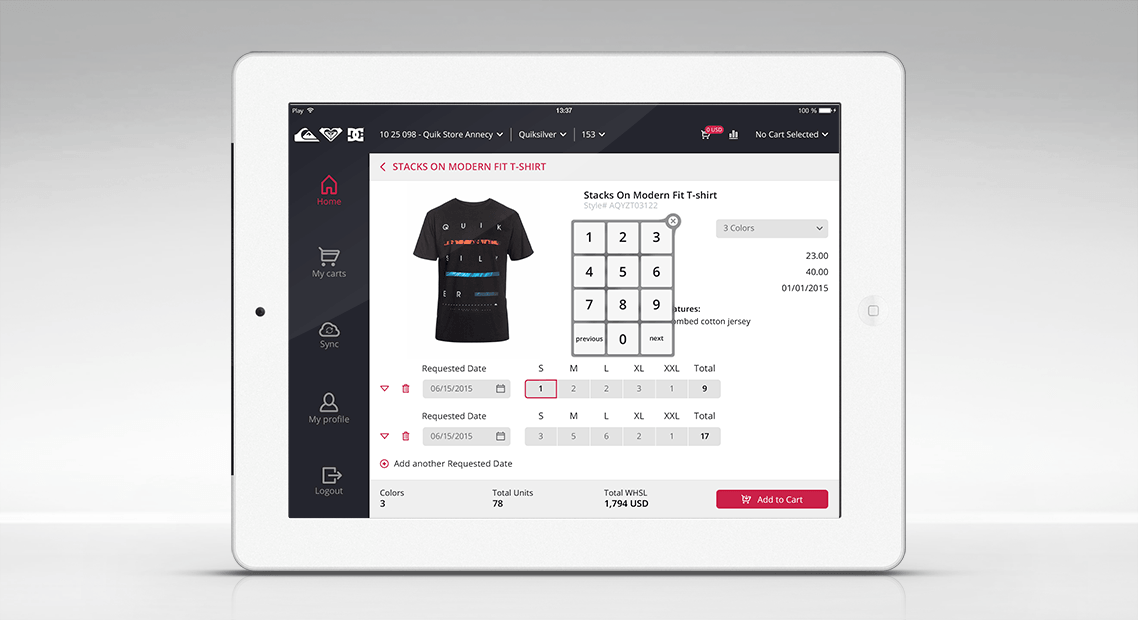 Play 13:37 100 %
10 25 098 - Quik Store Annecy Quiksilver 153 0 USD No Cart Selected
DC
STACKS ON MODERN FIT T-SHIRT
Home
My carts
Sync
My profile
Logout
QUIK
SILV
ER
Stacks On Modern Fit T-shirt
Style# AQYZT03122
3 Colors
1 2 3
4 5 6
7 8 9
previous 0 next
23.00
40.00
01/01/2015
atures:
ombed cotton jersey
Requested Date S M L XL XXL Total
06/15/2015 1 2 2 3 1 9
Requested Date S M L XL XXL Total
06/15/2015 3 5 6 2 1 17
Add another Requested Date
Colors Total Units Total WHSL
3 78 1,794 USD
Add to Cart